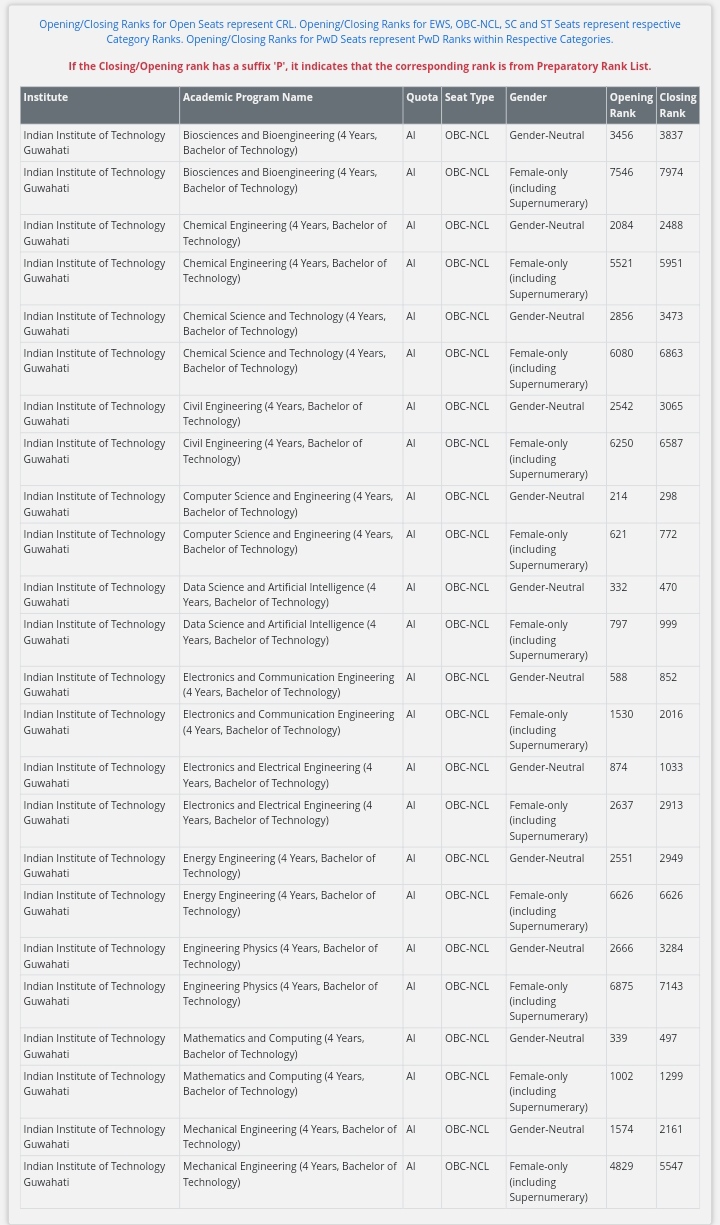 Opening/Closing Ranks for Open Seats represent CRL. Opening/Closing Ranks for EWS, OBC-NCL, SC and ST Seats represent respective
Category Ranks. Opening/Closing Ranks for PwD Seats represent PwD Ranks within Respective Categories.
If the Closing/Opening rank has a suffix 'P', it indicates that the corresponding rank is from Preparatory Rank List.
Institute Academic Program Name Quota Seat Type Gender Opening Closing
Rank Rank
Indian Institute of Technology Biosciences and Bioengineering (4 Years, AI OBC-NCL Gender-Neutral 3456 3837
Guwahati Bachelor of Technology)
Indian Institute of Technology Biosciences and Bioengineering (4 Years, AI OBC-NCL Female-only 7546 7974
Guwahati Bachelor of Technology) (including
Supernumerary)
Indian Institute of Technology Chemical Engineering (4 Years, Bachelor of AI OBC-NCL Gender-Neutral 2084 2488
Guwahati Technology)
Indian Institute of Technology Chemical Engineering (4 Years, Bachelor of AI OBC-NCL Female-only 5521 5951
Guwahati Technology) (including
Supernumerary)
Indian Institute of Technology Chemical Science and Technology (4 Years, AI OBC-NCL Gender-Neutral 2856 3473
Guwahati Bachelor of Technology)
Indian Institute of Technology Chemical Science and Technology (4 Years, AI OBC-NCL Female-only 6080 6863
Guwahati Bachelor of Technology) (including
Supernumerary)
Indian Institute of Technology Civil Engineering (4 Years, Bachelor of AI OBC-NCL Gender-Neutral 2542 3065
Guwahati Technology)
Indian Institute of Technology Civil Engineering (4 Years, Bachelor of AI OBC-NCL Female-only 6250 6587
Guwahati Technology) (including
Supernumerary)
Indian Institute of Technology Computer Science and Engineering (4 Years, AI OBC-NCL Gender-Neutral 214 298
Guwahati Bachelor of Technology)
Indian Institute of Technology Computer Science and Engineering (4 Years, AI OBC-NCL Female-only 621 772
Guwahati Bachelor of Technology) (including
Supernumerary)
Indian Institute of Technology Data Science and Artificial Intelligence (4 AI OBC-NCL Gender-Neutral 332 470
Guwahati Years, Bachelor of Technology)
Indian Institute of Technology Data Science and Artificial Intelligence (4 AI OBC-NCL Female-only 797 999
Guwahati Years, Bachelor of Technology) (including
Supernumerary)
Indian Institute of Technology Electronics and Communication Engineering AI OBC-NCL Gender-Neutral 588 852
Guwahati (4 Years, Bachelor of Technology)
Indian Institute of Technology Electronics and Communication Engineering AI OBC-NCL Female-only 1530 2016
Guwahati (4 Years, Bachelor of Technology) (including
Supernumerary)
Indian Institute of Technology Electronics and Electrical Engineering (4 AI OBC-NCL Gender-Neutral 874 1033
Guwahati Years, Bachelor of Technology)
Indian Institute of Technology Electronics and Electrical Engineering (4 AI OBC-NCL Female-only 2637 2913
Guwahati Years, Bachelor of Technology) (including
Supernumerary)
Indian Institute of Technology Energy Engineering (4 Years, Bachelor of AI OBC-NCL Gender-Neutral 2551 2949
Guwahati Technology)
Indian Institute of Technology Energy Engineering (4 Years, Bachelor of AI OBC-NCL Female-only 6626 6626
Guwahati Technology) (including
Supernumerary)
Indian Institute of Technology Engineering Physics (4 Years, Bachelor of AI OBC-NCL Gender-Neutral 2666 3284
Guwahati Technology)
Indian Institute of Technology Engineering Physics (4 Years, Bachelor of AI OBC-NCL Female-only 6875 7143
Guwahati Technology) (including
Supernumerary)
Indian Institute of Technology Mathematics and Computing (4 Years, AI OBC-NCL Gender-Neutral 339 497
Guwahati Bachelor of Technology)
Indian Institute of Technology Mathematics and Computing (4 Years, AI OBC-NCL Female-only 1002 1299
Guwahati Bachelor of Technology) (including
Supernumerary)
Indian Institute of Technology Mechanical Engineering (4 Years, Bachelor of AI OBC-NCL Gender-Neutral 1574 2161
Guwahati Technology)
Indian Institute of Technology Mechanical Engineering (4 Years, Bachelor of AI OBC-NCL Female-only 4829 5547
Guwahati Technology) (including
Supernumerary)